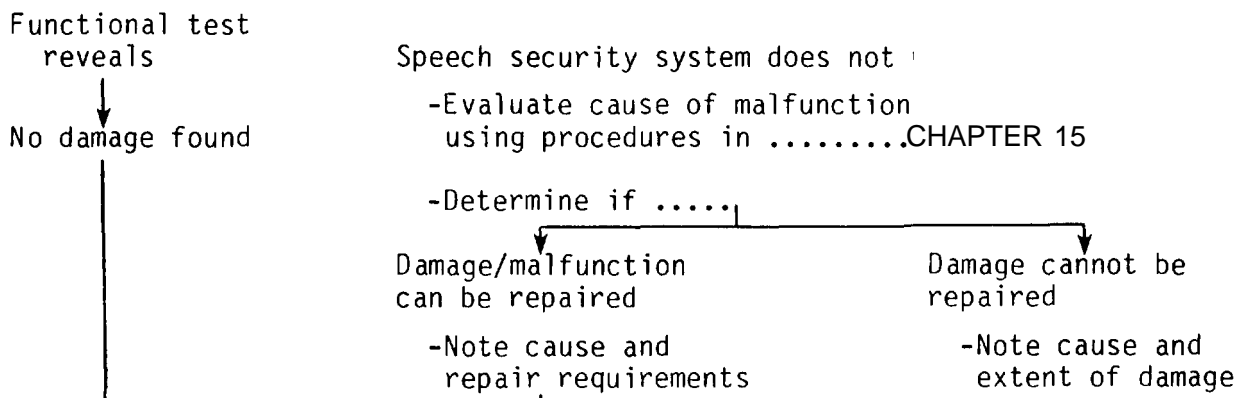 Functional test
reveals
No damage found
Speech security system does not
-Evaluate cause of malfunction
using procedures in .........CHAPTER 15
-Determine if .....
Damage/malfunction
can be repaired
-Note cause and
repair requirements
Damage cannot be
repaired
-Note cause and
extent of damage